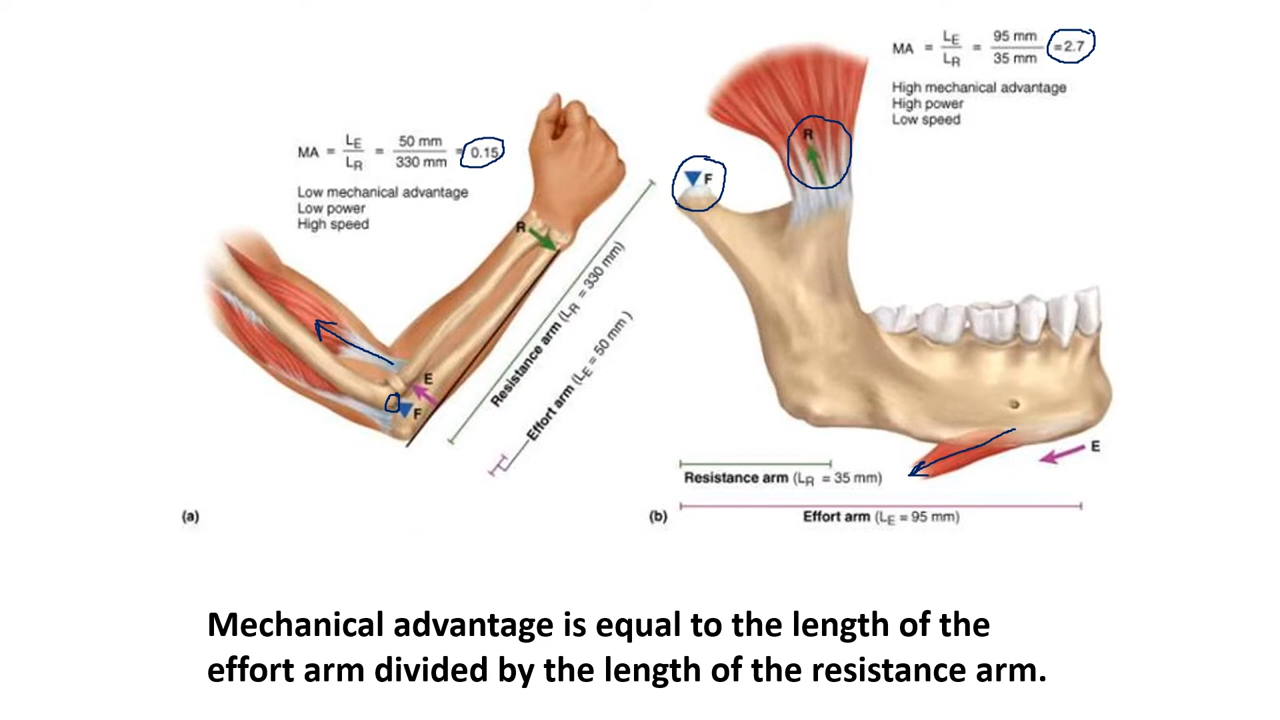 MA = LE/LR = 50 mm/330 mm = 0.15
Low mechanical advantage
Low power
High speed
R
E
F
Resistance arm (LR = 330 mm)
Effort arm (LE = 50 mm)
(a)
MA = LE/LR = 95 mm/35 mm = 2.7
High mechanical advantage
High power
Low speed
R
F
E
Resistance arm (LR = 35 mm)
Effort arm (LE = 95 mm)
(b)
Mechanical advantage is equal to the length of the
effort arm divided by the length of the resistance arm.